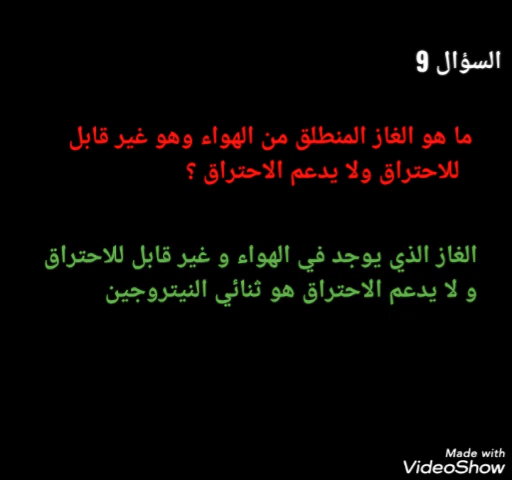 السؤال 9
ما هو الغاز المنطلق من الهواء وهو غير قابل
للاحتراق ولا يدعم الاحتراق ؟
الغاز الذي يوجد في الهواء و غير قابل للاحتراق
و لا يدعم الاحتراق هو ثنائي النيتروجين
Made with
VideoShow